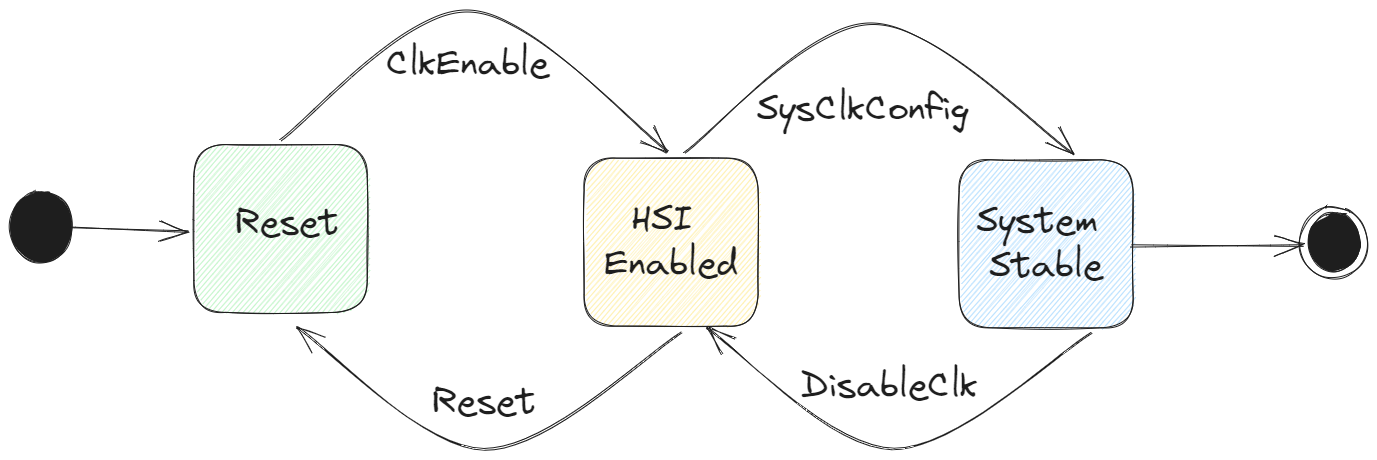 ClkEnable
SysClkConfig
Reset
HSI
Enabled
System
Stable
Reset
DisableClk